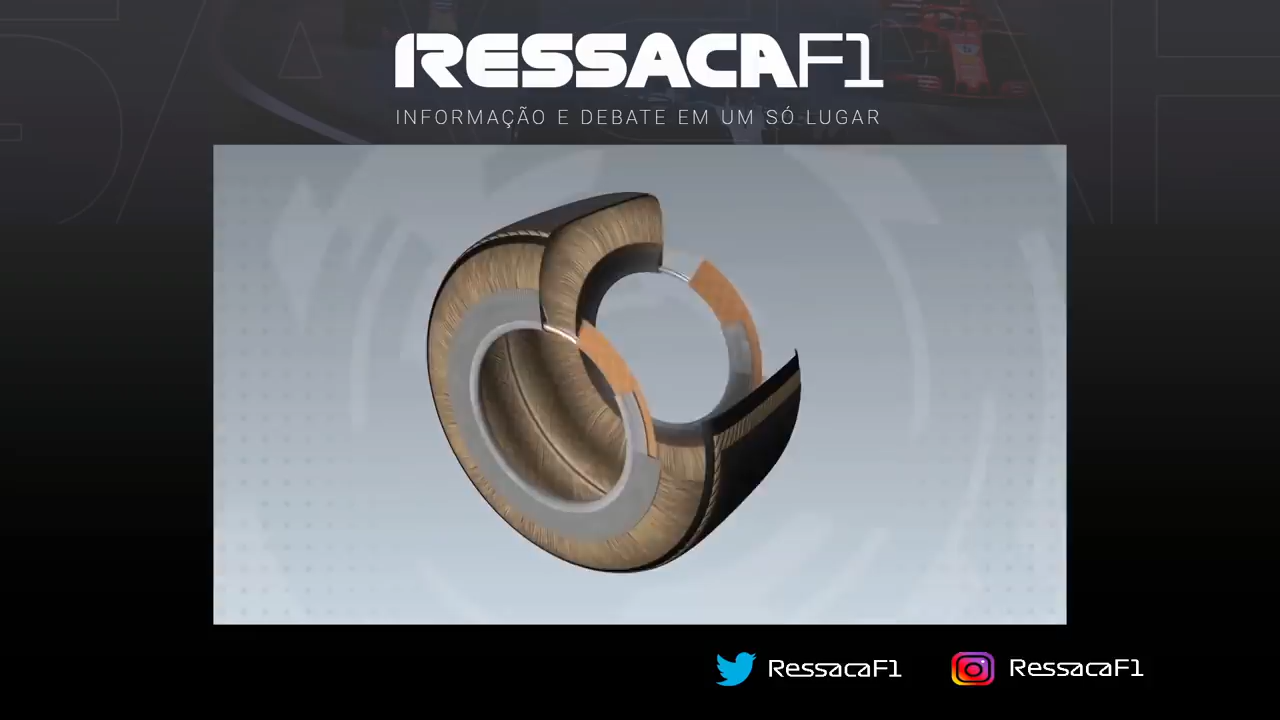 RESSACAF1
INFORMAÇÃO E DEBATE EM UM SÓ LUGAR
RessacaF1
RessacaF1